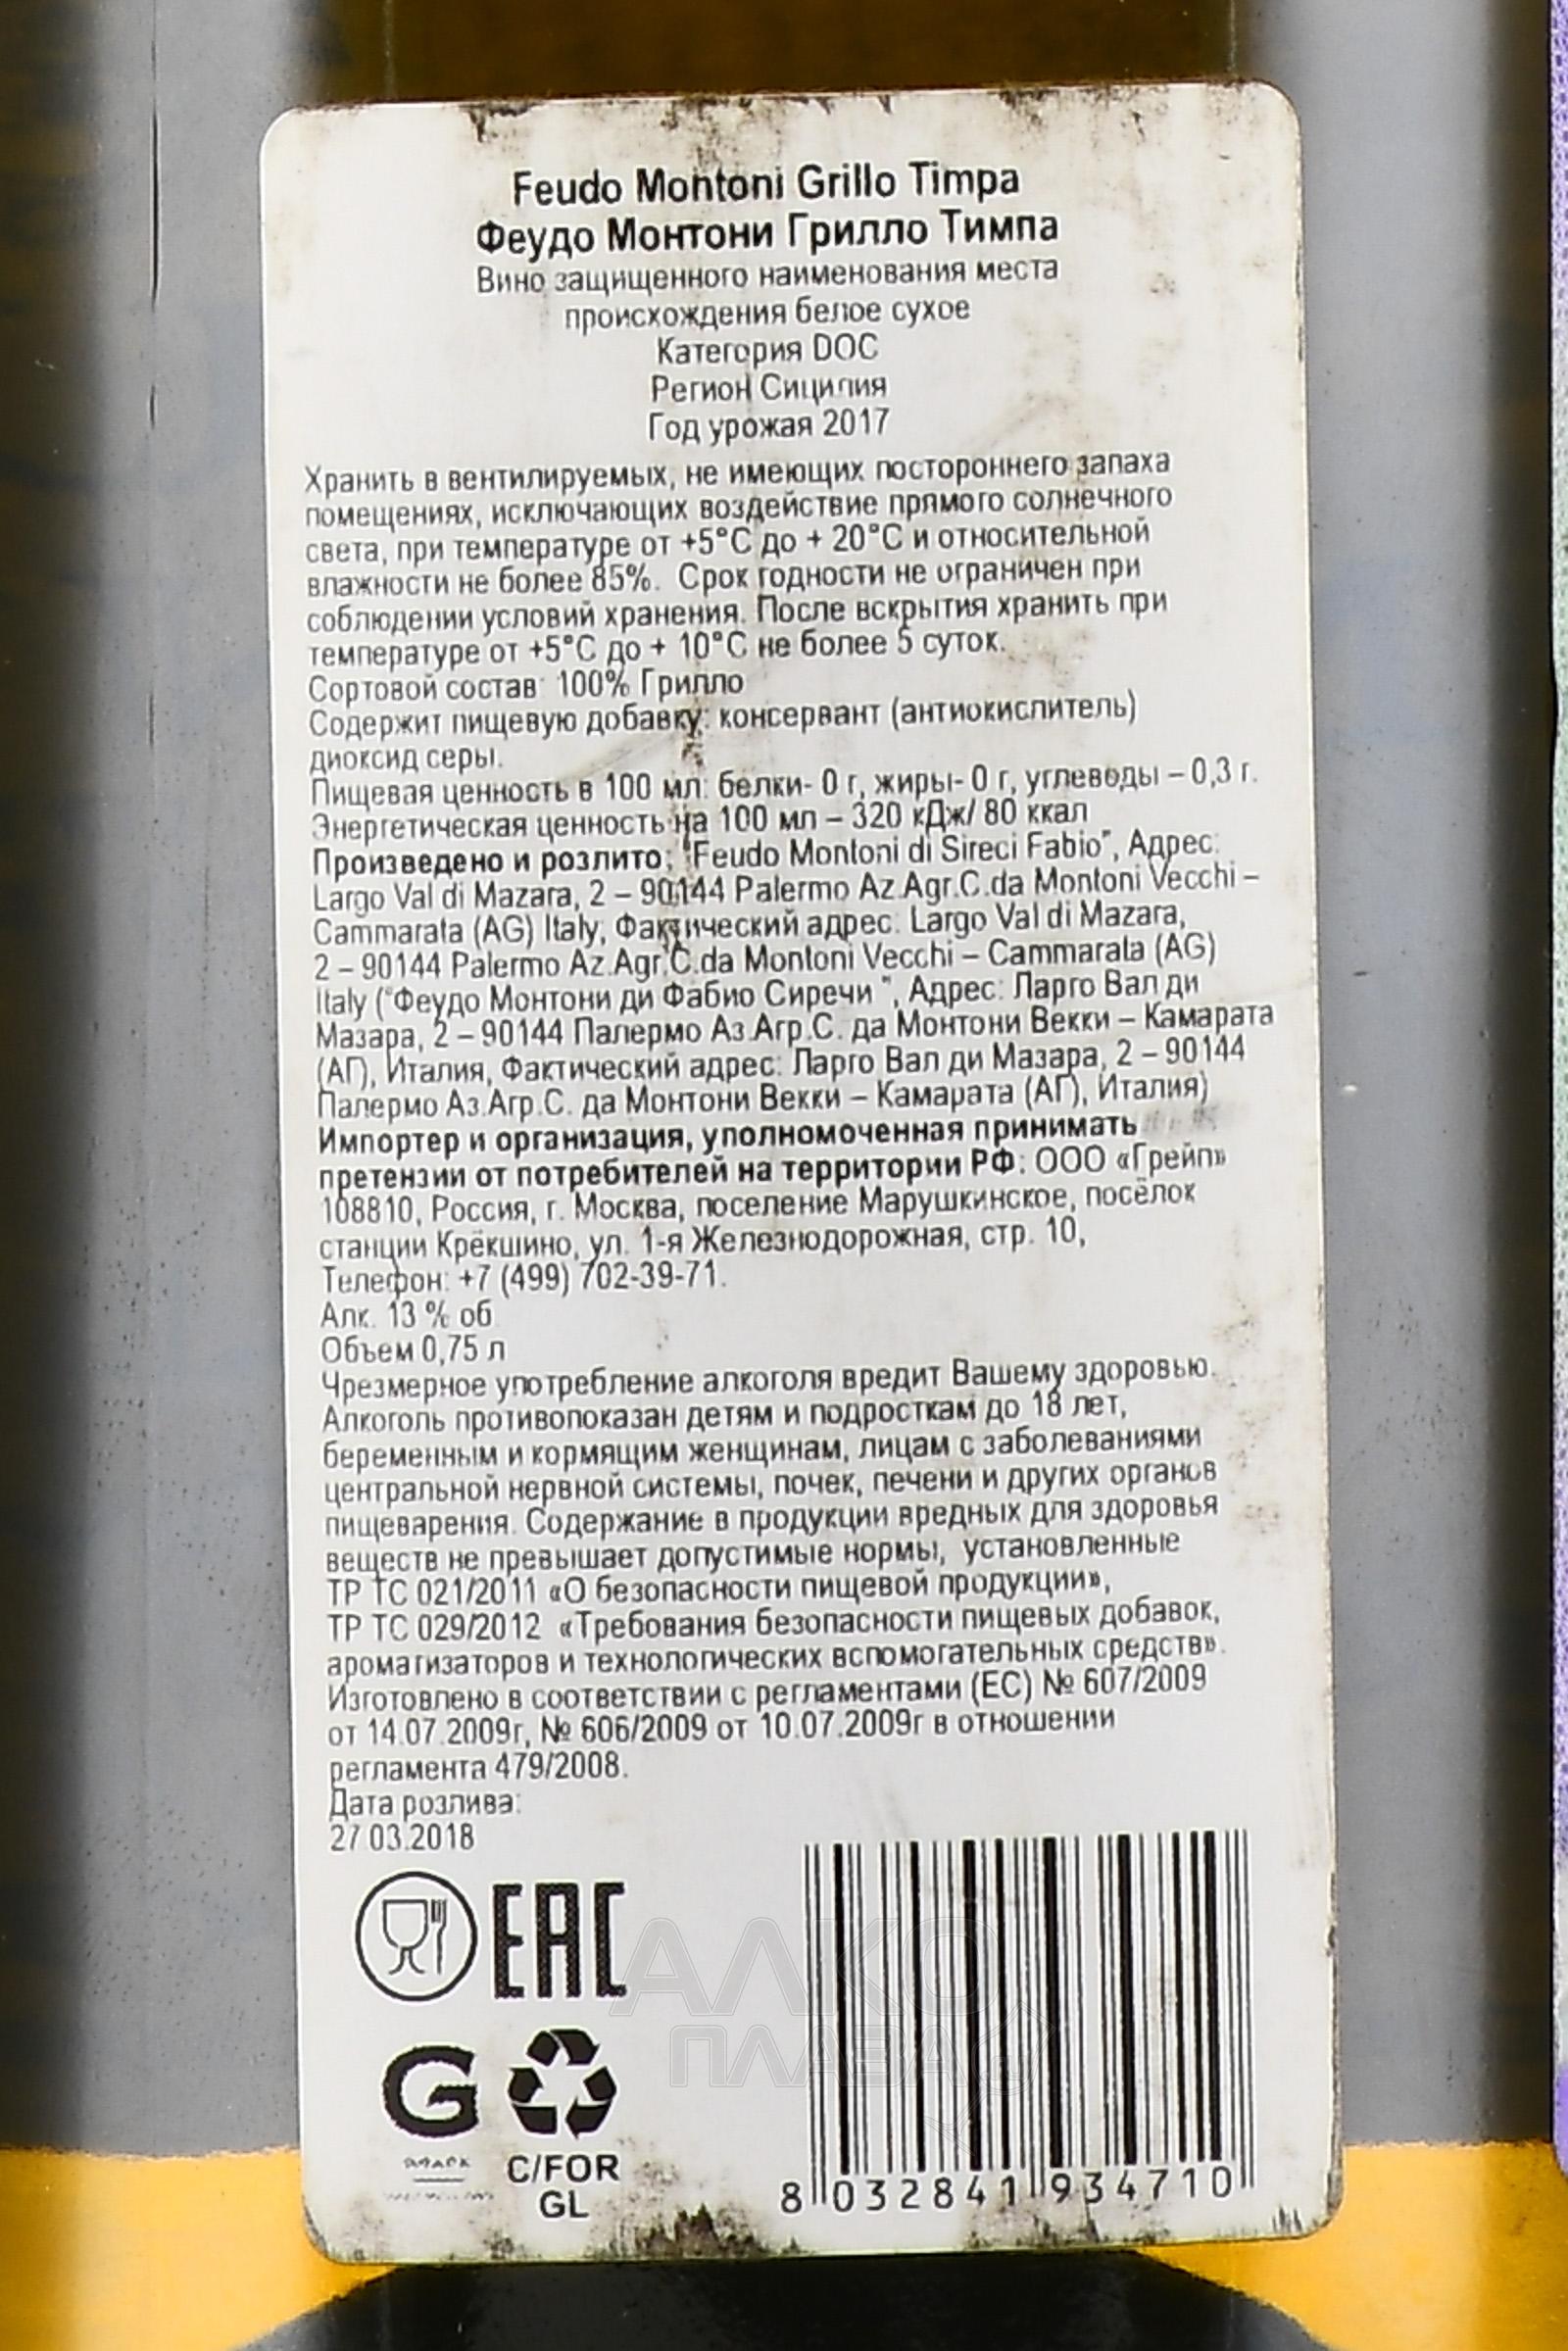 Feudo Montoni Grillo Timpa
Феудо Монтони Грилло Тимпа
Вино защищенного наименования места
происхождения белое сухое
Категория DOC
Регион Сицилия
Год урожая 2017
Хранить в вентилируемых, не имеющих постороннего запаха
помещениях, исключающих воздействие прямого солнечного
света, при температуре от +5°С до + 20°С и относительной
влажности не более 85%. Срок годности не ограничен при
соблюдении условий хранения. После вскрытия хранить при
температуре от +5°С до + 10°С не более 5 суток.
Сортовой состав: 100% Грилло
Содержит пищевую добавку: консервант (антиокислитель)
диоксид серы.
Пищевая ценность в 100 мл: белки- 0 г, жиры- 0 г, углеводы – 0,3 г.
Энергетическая ценность на 100 мл – 320 кДж/ 80 ккал
Произведено и розлито: "Feudo Montoni di Sireci Fabio", Адрес:
Largo Val di Mazara, 2 – 90144 Palermo Az.Agr.C.da Montoni Vecchi –
Cammarata (AG) Italy, Фактический адрес: Largo Val di Mazara,
2 – 90144 Palermo Az.Agr.C.da Montoni Vecchi – Cammarata (AG)
Italy ("Феудо Монтони ди Фабио Сиречи ", Адрес: Ларго Вал ди
Мазара, 2 – 90144 Палермо Аз.Агр.С. да Монтони Векки – Камарата
(АГ), Италия, Фактический адрес: Ларго Вал ди Мазара, 2 – 90144
Палермо Аз.Агр.С. да Монтони Векки – Камарата (АГ), Италия)
Импортер и организация, уполномоченная принимать
претензии от потребителей на территории РФ: ООО «Грейп»
108810, Россия, г. Москва, поселение Марушкинское, посёлок
станции Крёкшино, ул. 1-я Железнодорожная, стр. 10,
Телефон: +7 (499) 702-39-71.
Алк. 13 % об
Объем 0,75 л
Чрезмерное употребление алкоголя вредит Вашему здоровью.
Алкоголь противопоказан детям и подросткам до 18 лет,
беременным и кормящим женщинам, лицам с заболеваниями
центральной нервной системы, почек, печени и других органов
пищеварения. Содержание в продукции вредных для здоровья
веществ не превышает допустимые нормы, установленные
ТР ТС 021/2011 «О безопасности пищевой продукции»,
ТР ТС 029/2012 «Требования безопасности пищевых добавок,
ароматизаторов и технологических вспомогательных средств».
Изготовлено в соответствии с регламентами (ЕС) № 607/2009
от 14.07.2009г, № 606/2009 от 10.07.2009г в отношении
регламента 479/2008.
Дата розлива:
27.03.2018
EAC
G
C/FOR
GL
8 032841 934710
АЛКО
ПЛАЗА